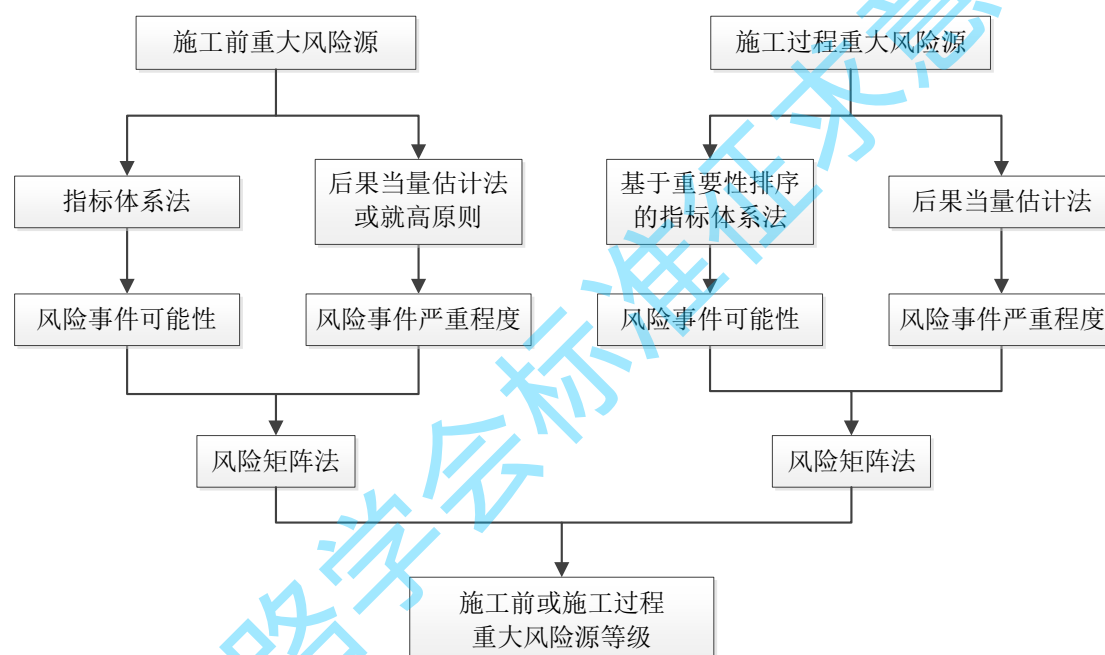 施工前重大风险源
施工过程重大风险源
指标体系法
后果当量估计法
或就高原则
基于重要性排序
的指标体系法
后果当量估计法
风险事件可能性
风险事件严重程度
风险事件可能性
风险事件严重程度
风险矩阵法
风险矩阵法
施工前或施工过程
重大风险源等级
路学会标准征求意